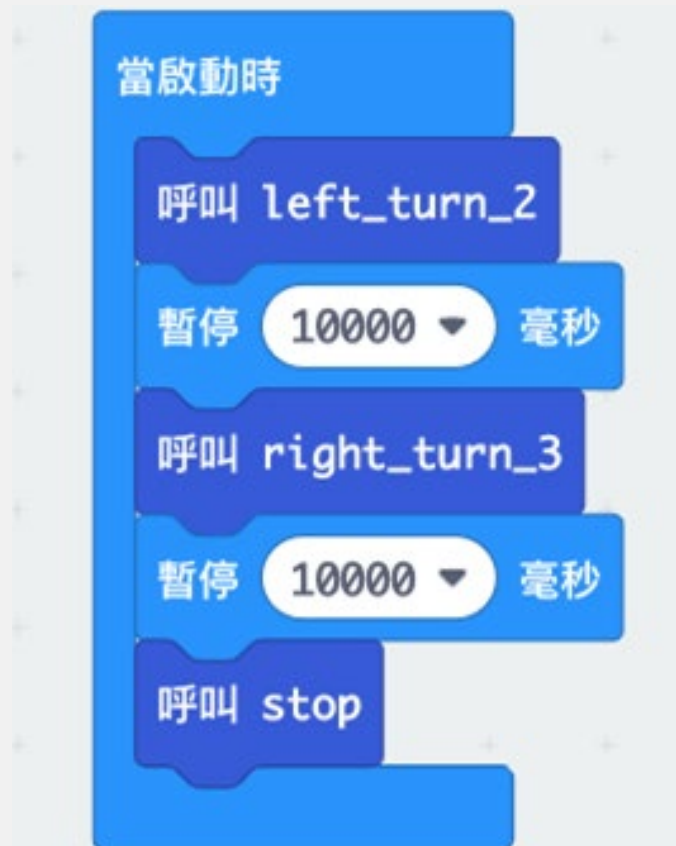 當啟動時
呼叫 left_turn_2
暫停 10000 毫秒
呼叫 right_turn_3
暫停 10000 毫秒
呼叫 stop